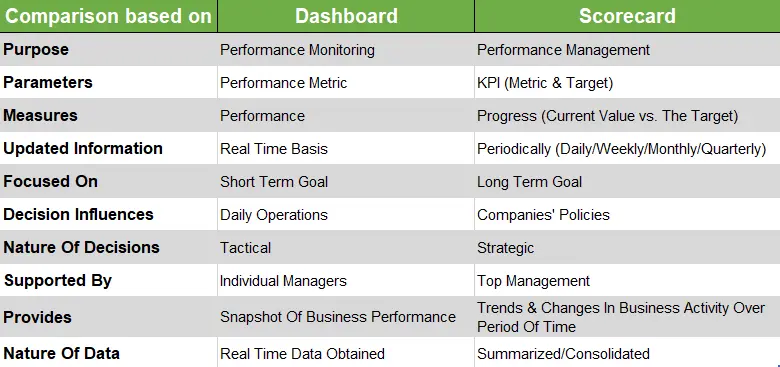 Comparison based on Dashboard Scorecard
Purpose Performance Monitoring Performance Management
Parameters Performance Metric KPI (Metric & Target)
Measures Performance Progress (Current Value vs. The Target)
Updated Information Real Time Basis Periodically (Daily/Weekly/Monthly/Quarterly)
Focused On Short Term Goal Long Term Goal
Decision Influences Daily Operations Companies' Policies
Nature Of Decisions Tactical Strategic
Supported By Individual Managers Top Management
Provides Snapshot Of Business Performance Trends & Changes In Business Activity Over
Period Of Time
Nature Of Data Real Time Data Obtained Summarized/Consolidated